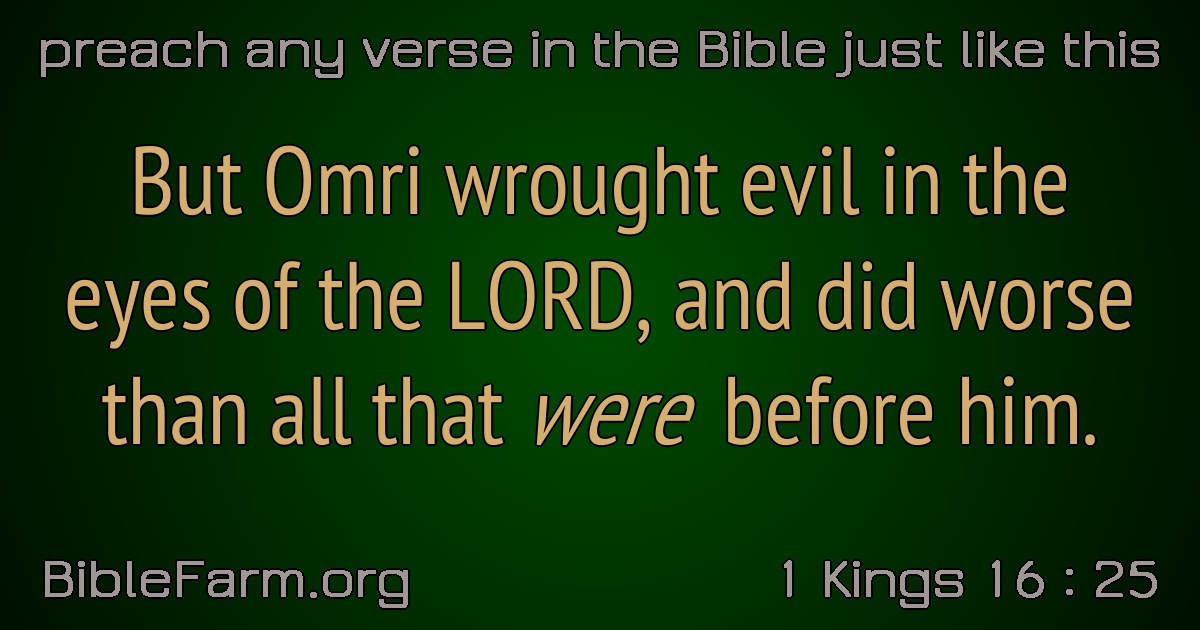 preach any verse in the Bible just like this
But Omri wrought evil in the
eyes of the LORD, and did worse
than all that were before him.
BibleFarm.org
1 Kings 16 : 25